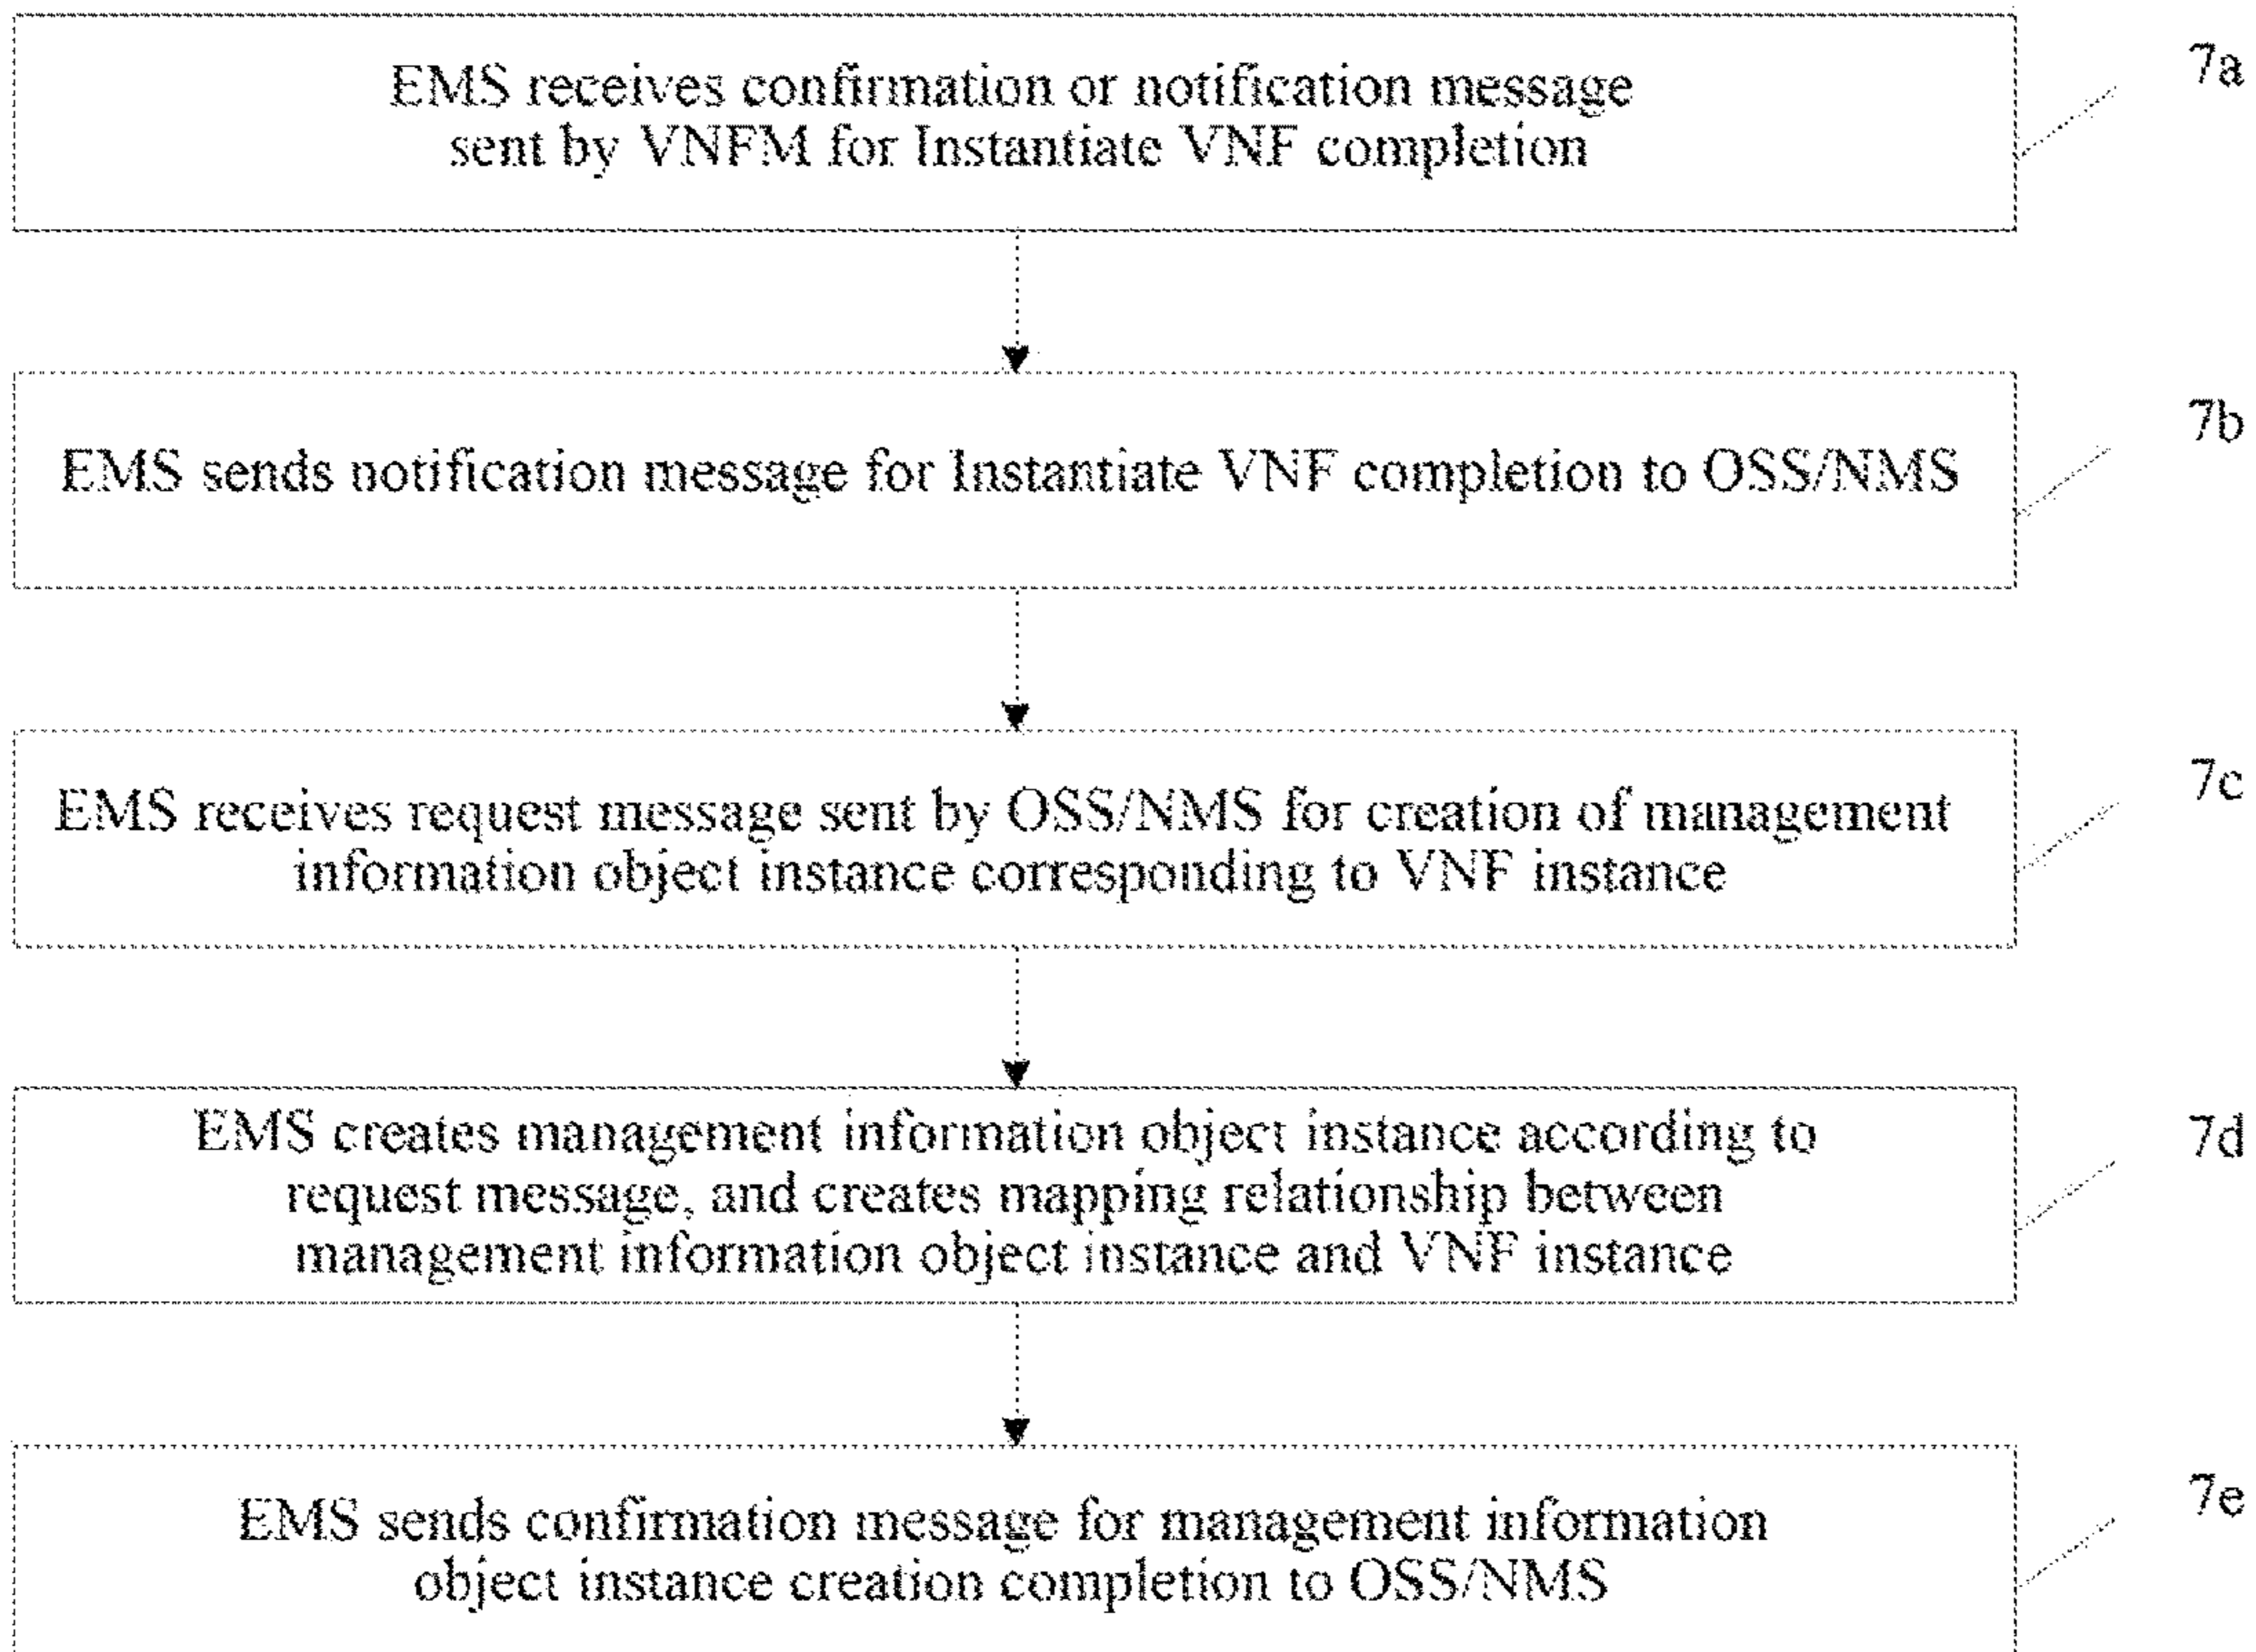 EMS receives confirmation or notification message
sent by VNFM for Instantiate VNF completion
7a
EMS sends notification message for Instantiate VNF completion to OSS/NMS
7b
EMS receives request message sent by OSS/NMS for creation of management
information object instance corresponding to VNF instance
7c
EMS creates management information object instance according to
request message, and creates mapping relationship between
management information object instance and VNF instance
7d
EMS sends confirmation message for management information
object instance creation completion to OSS/NMS
7e